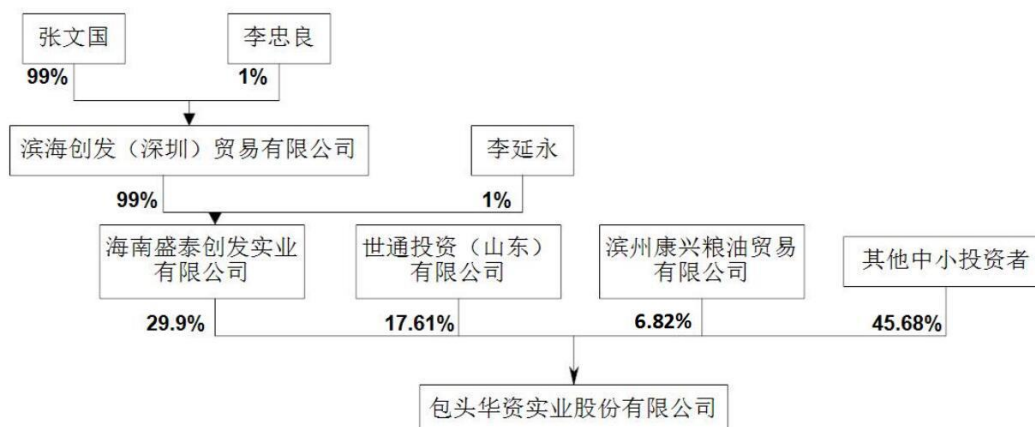 张文国
李忠良
99%
1%
滨海创发（深圳）贸易有限公司
李延永
99%
1%
海南盛泰创发实业
有限公司
世通投资（山东）
有限公司
滨州康兴粮油贸易
有限公司
其他中小投资者
29.9%
17.61%
6.82%
45.68%
包头华资实业股份有限公司